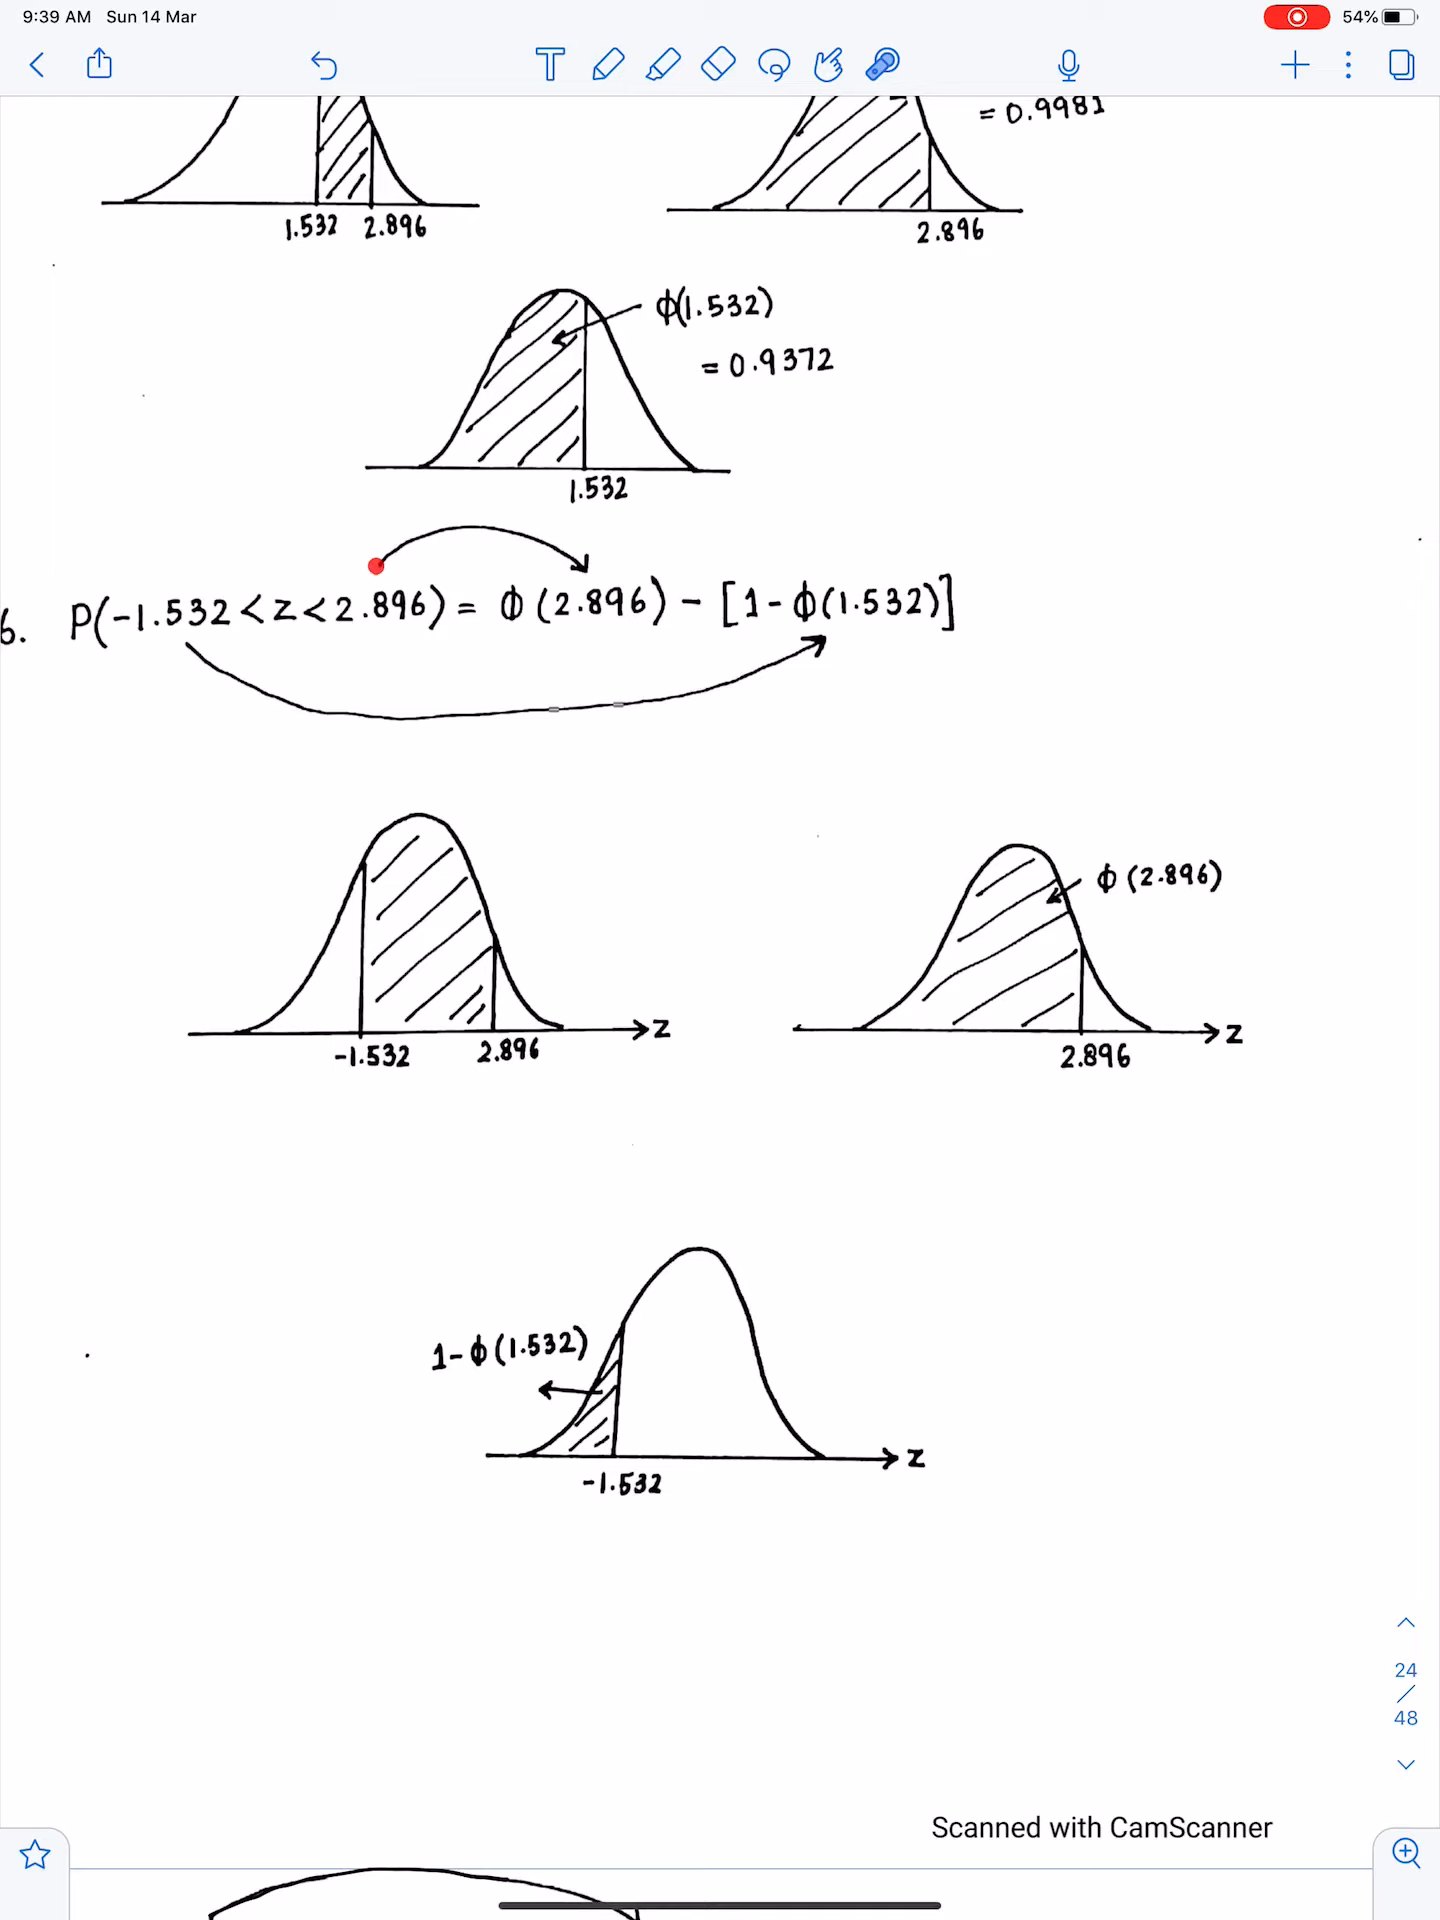 9:39 AM Sun 14 Mar 54%
= 0.9981
1.532 2.896
2.896
ϕ(1.532)
= 0.9372
1.532
6. P(-1.532<z<2.896) = ϕ(2.896) - [1-ϕ(1.532)]
ϕ(2.896)
-1.532 2.896 z
2.896 z
1-ϕ(1.532)
-1.532 z
24
/
48
Scanned with CamScanner